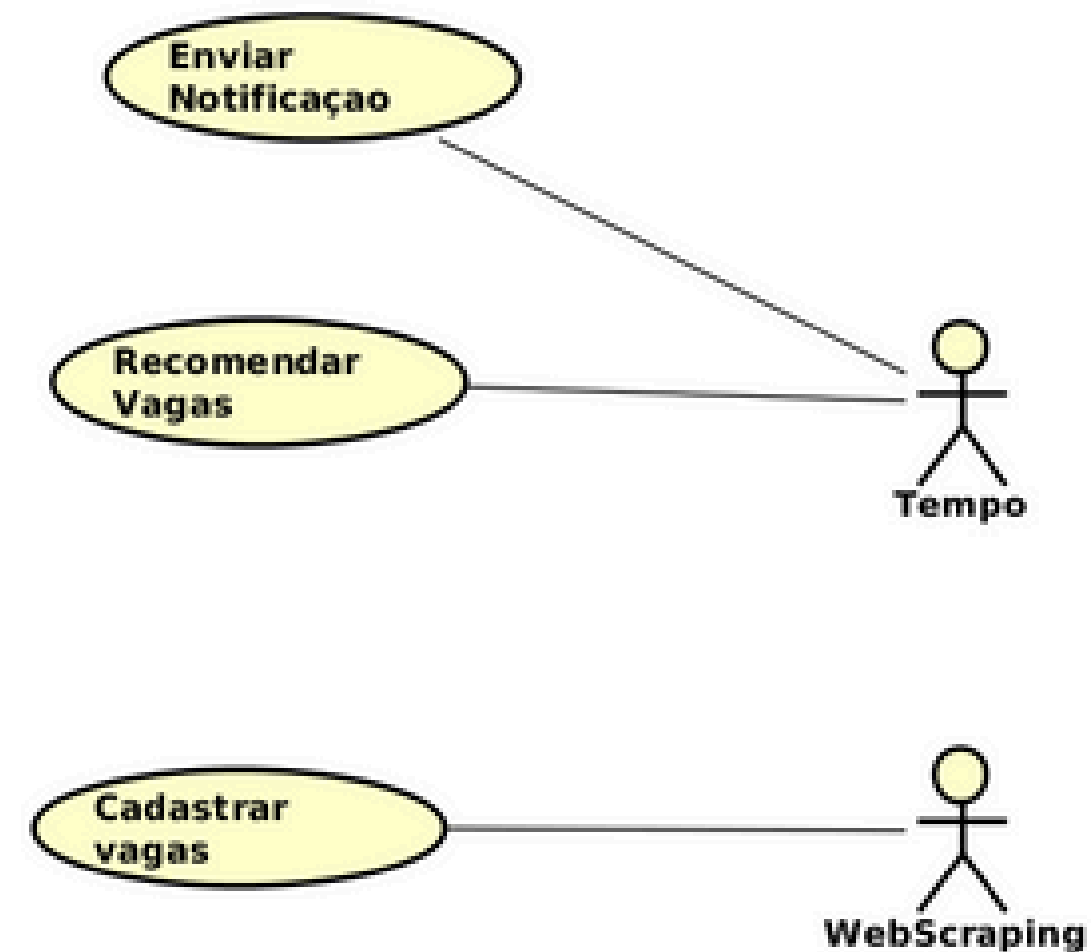 Enviar
Notificaçao
Recomendar
Vagas
Tempo
Cadastrar
vagas
WebScraping